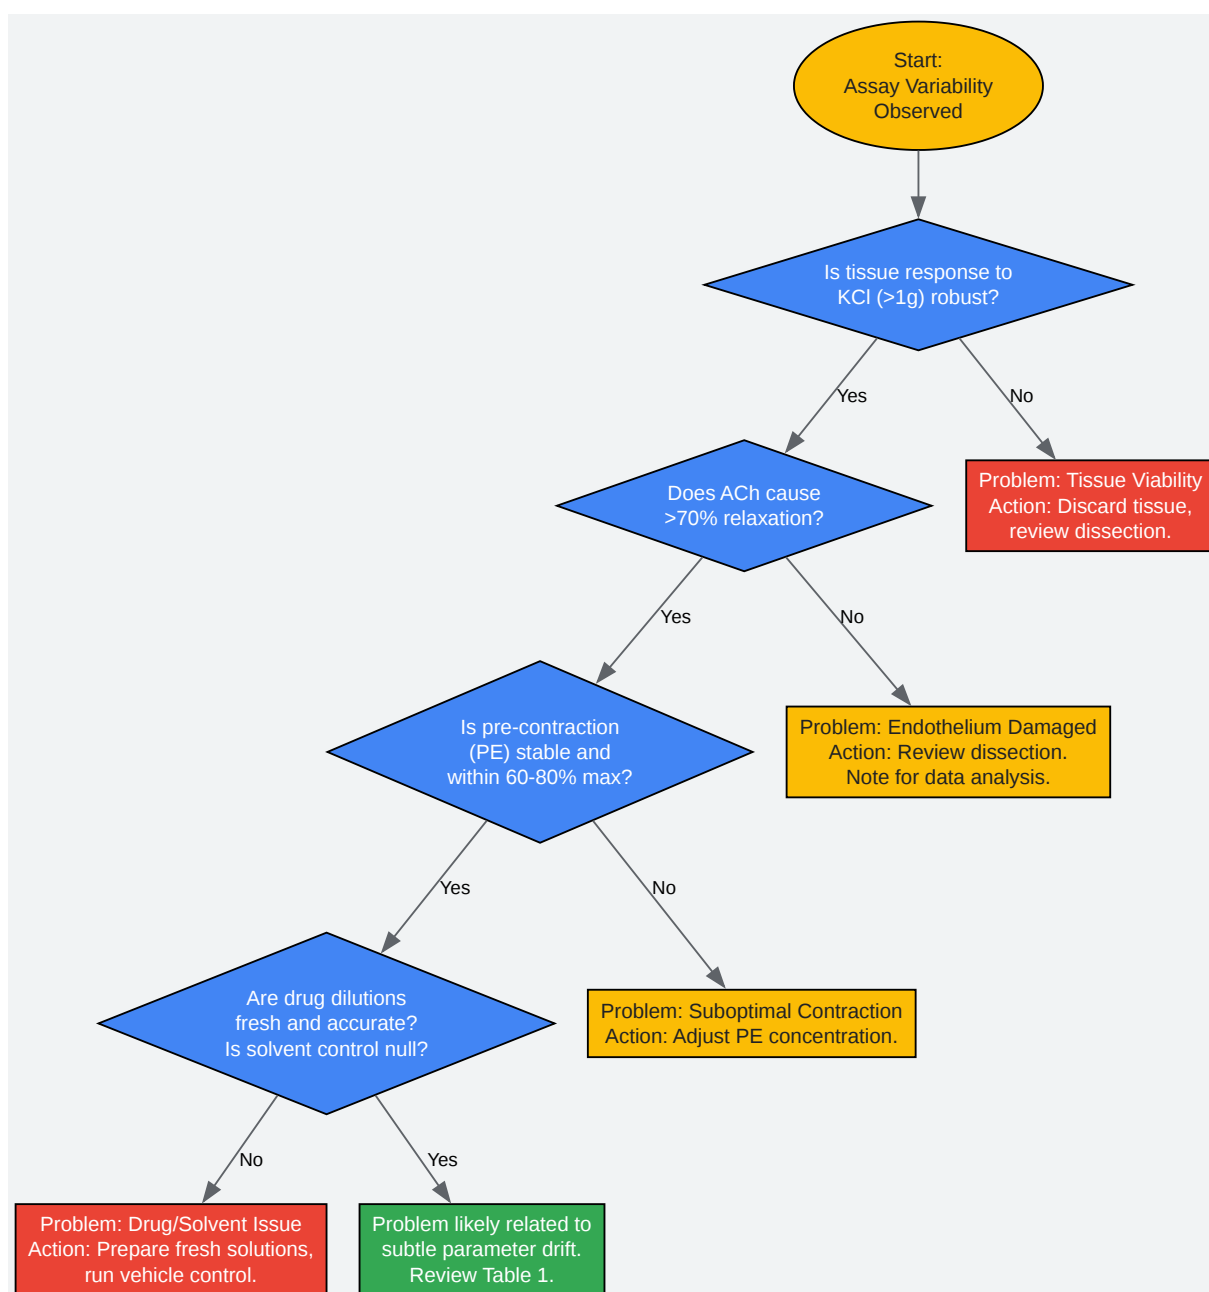 Start:
Assay Variability
Observed
Is tissue response to
KCl (>1g) robust?
Yes
No
Does ACh cause
>70% relaxation?
Problem: Tissue Viability
Action: Discard tissue,
review dissection.
Yes
No
Is pre-contraction
(PE) stable and
within 60-80% max?
Problem: Endothelium Damaged
Action: Review dissection.
Note for data analysis.
Yes
No
Are drug dilutions
fresh and accurate?
Is solvent control null?
Problem: Suboptimal Contraction
Action: Adjust PE concentration.
No
Yes
Problem: Drug/Solvent Issue
Action: Prepare fresh solutions,
run vehicle control.
Problem likely related to
subtle parameter drift.
Review Table 1.